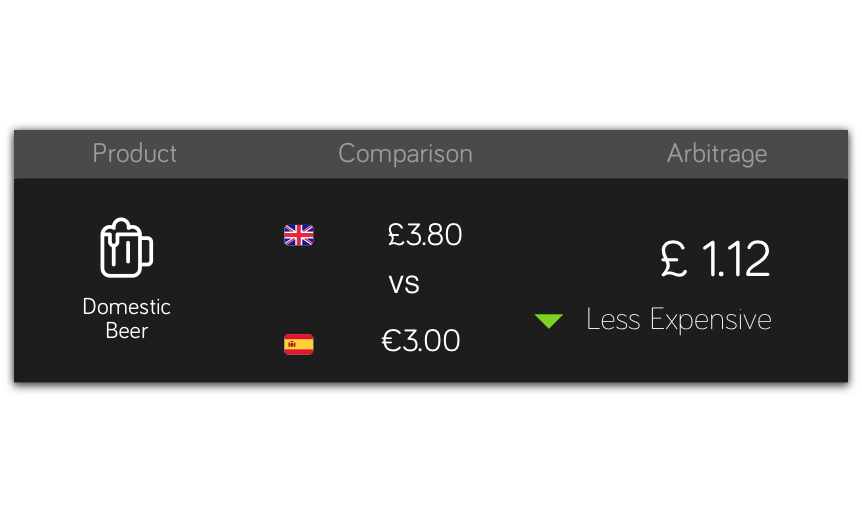 Product
Comparison
Arbitrage
Domestic
Beer
£3.80
vs
€3.00
£ 1.12
Less Expensive